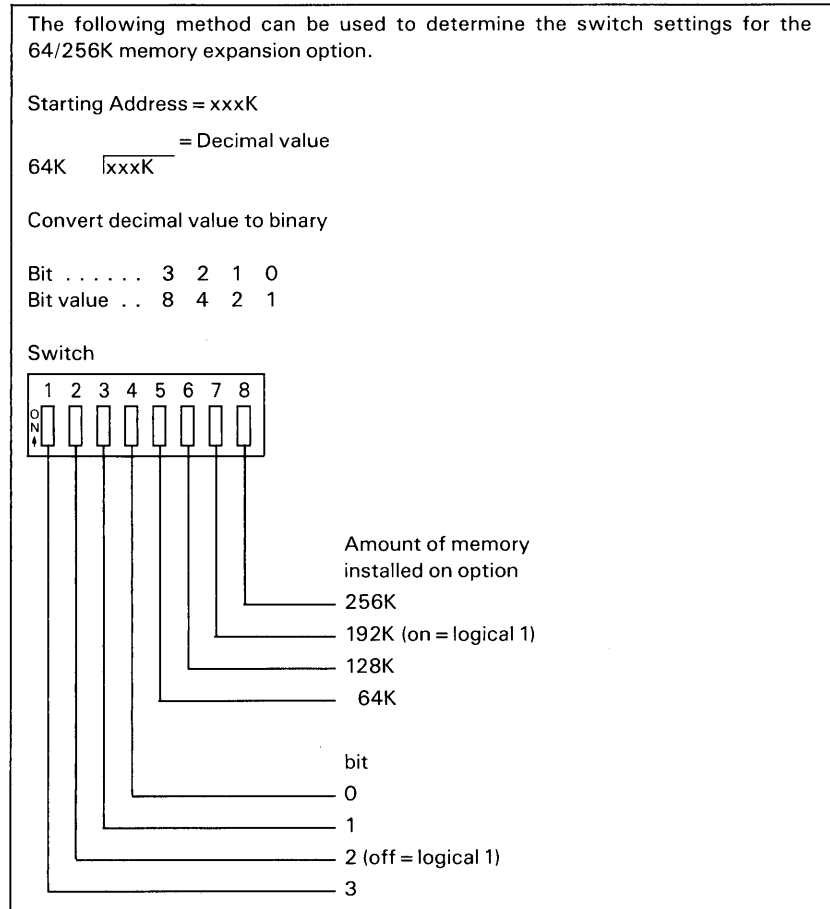 The following method can be used to determine the switch settings for the
64/256K memory expansion option.
Starting Address = xxxK
= Decimal value
64K xxxK
Convert decimal value to binary
Bit . . . . . . 3 2 1 0
Bit value . . 8 4 2 1
Switch
1 2 3 4 5 6 7 8
ON
Amount of memory
installed on option
256K
192K (on = logical 1)
128K
64K
bit
0
1
2 (off = logical 1)
3